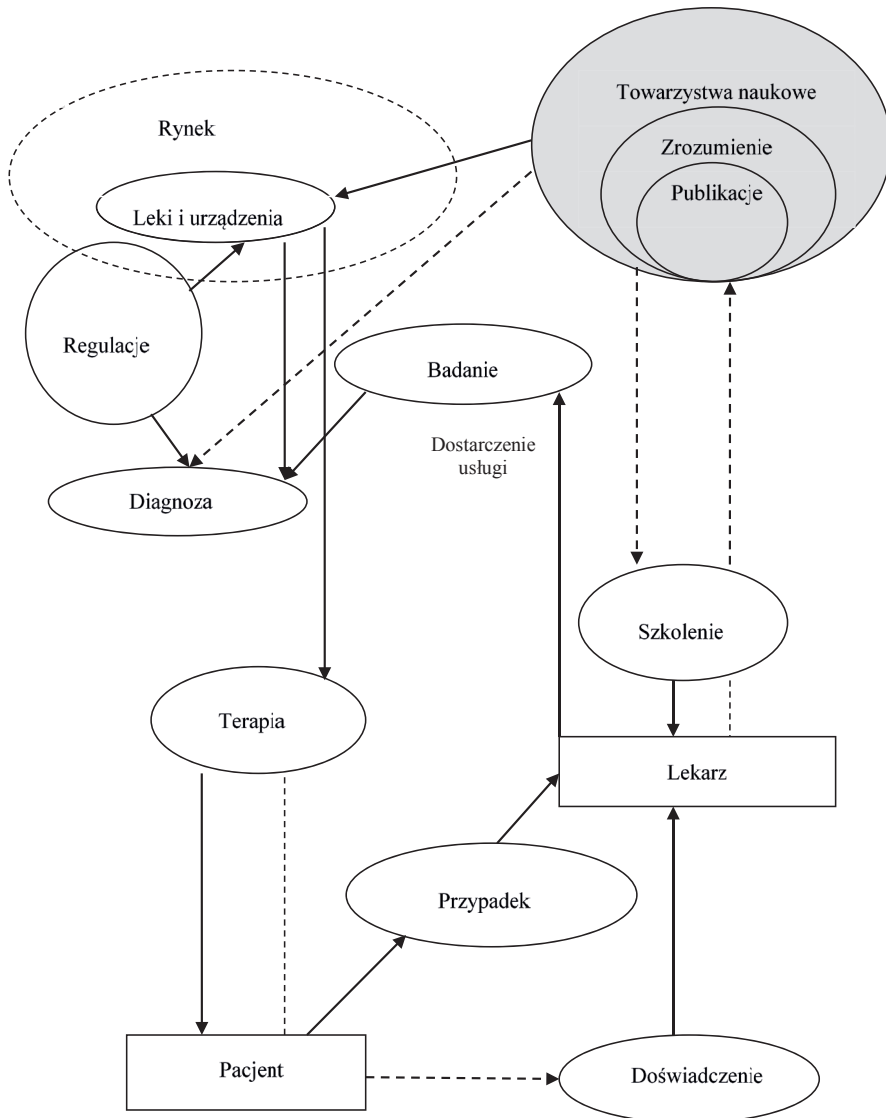 Towarzystwa naukowe
Rynek
Zrozumienie
Publikacje
Leki i urządzenia
Regulacje
Badanie
Dostarczenie
usługi
Diagnoza
Szkolenie
Terapia
Lekarz
Przypadek
Pacjent
Doświadczenie